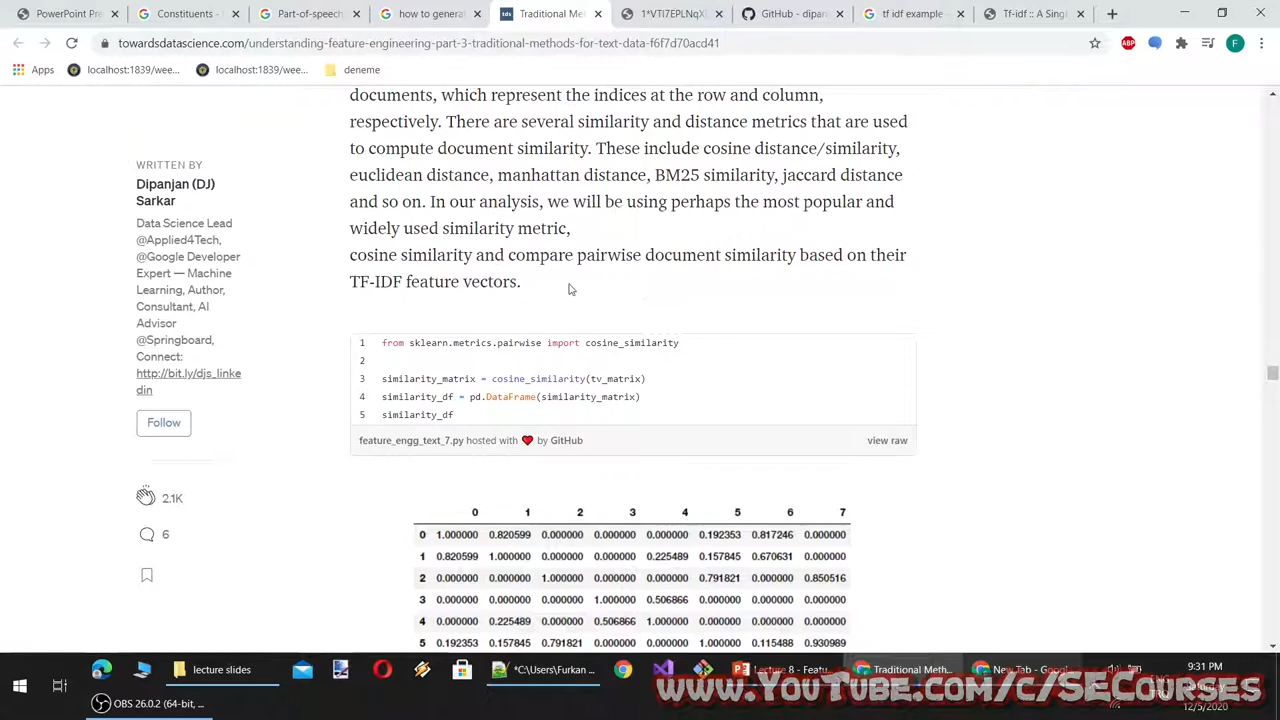 PowerPoint Pres
Constituents -
Part-of-speech
how to general
Traditional Me
1*VTl7EPLNqXl
GitHub - dipan
tf idf example
Tf-idf :: A Sing
towardsdatascience.com/understanding-feature-engineering-part-3-traditional-methods-for-text-data-f6f7d70acd41
ABP
F
Apps
localhost:1839/wee...
localhost:1839/wee...
deneme
documents, which represent the indices at the row and column,
respectively. There are several similarity and distance metrics that are used
to compute document similarity. These include cosine distance/similarity,
euclidean distance, manhattan distance, BM25 similarity, jaccard distance
and so on. In our analysis, we will be using perhaps the most popular and
widely used similarity metric,
cosine similarity and compare pairwise document similarity based on their
TF-IDF feature vectors.
WRITTEN BY
Dipanjan (DJ)
Sarkar
Data Science Lead
@Applied4Tech,
@Google Developer
Expert — Machine
Learning, Author,
Consultant, AI
Advisor
@Springboard,
Connect:
http://bit.ly/djs_linke
din
Follow
2.1K
6
1 from sklearn.metrics.pairwise import cosine_similarity
2
3 similarity_matrix = cosine_similarity(tv_matrix)
4 similarity_df = pd.DataFrame(similarity_matrix)
5 similarity_df
feature_engg_text_7.py hosted with ❤ by GitHub
view raw
0 1 2 3 4 5 6 7
0 1.000000 0.820599 0.000000 0.000000 0.000000 0.192353 0.817246 0.000000
1 0.820599 1.000000 0.000000 0.000000 0.225489 0.157845 0.670631 0.000000
2 0.000000 0.000000 1.000000 0.000000 0.000000 0.791821 0.000000 0.850516
3 0.000000 0.000000 0.000000 1.000000 0.506866 0.000000 0.000000 0.000000
4 0.000000 0.225489 0.000000 0.506866 1.000000 0.000000 0.000000 0.000000
5 0.192353 0.157845 0.791821 0.000000 0.000000 1.000000 0.115488 0.930989
lecture slides
*C:\Users\Furkan ...
Lecture 8 - Featu
Traditional Meth...
New Tab - Goog
9:31 PM
Saturday
12/5/2020
ENG
TRQ
OBS 26.0.2 (64-bit, ...
www.YouTube.com/c/SECourses